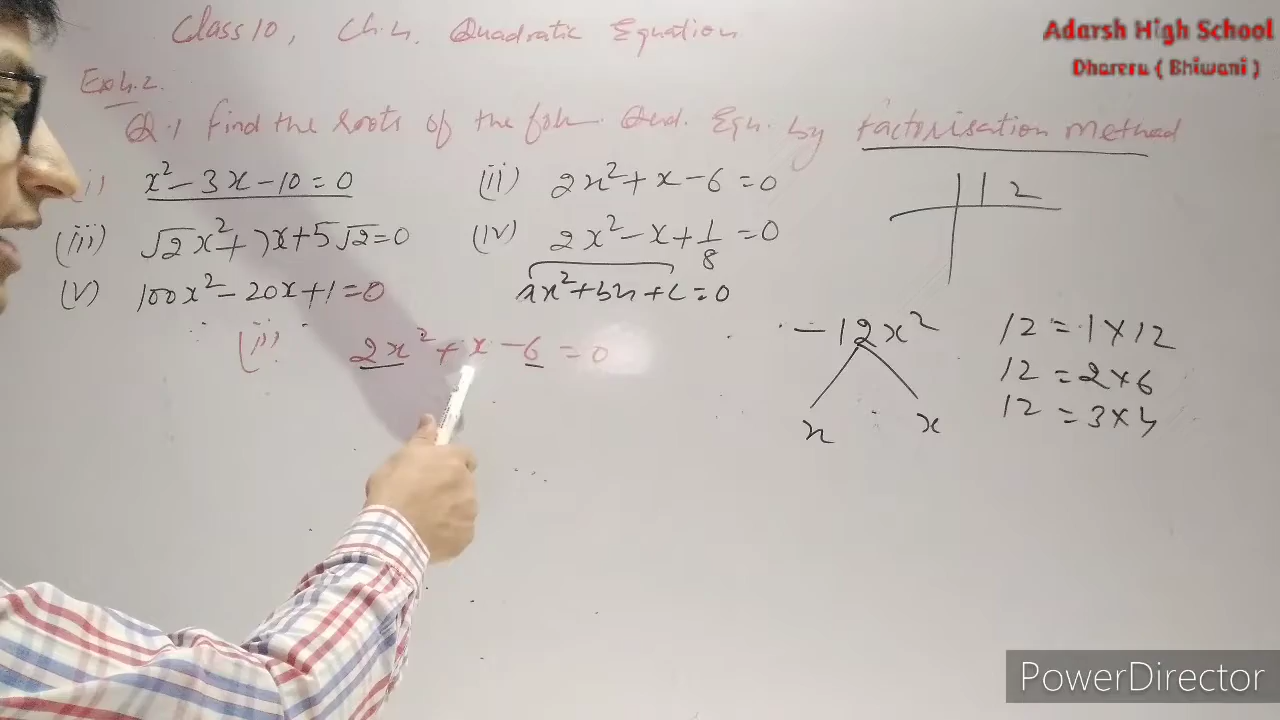 Class 10, Ch. 4. Quadratic Equation
Adarsh High School
Dhareru ( Bhiwani )
Ex 4.2.
Q.1 Find the roots of the foll. Qud. Eqn. by factorisation method
(i) x² - 3x - 10 = 0
(ii) 2x² + x - 6 = 0
1 2
(iii) √2x² + 7x + 5√2 = 0
(iv) 2x² - x + 1/8 = 0
(v) 100x² - 20x + 1 = 0
ax² + bx + c = 0
(ii) 2x² + x - 6 = 0
-12x²
x x
12 = 1 × 12
12 = 2 × 6
12 = 3 × 4
PowerDirector